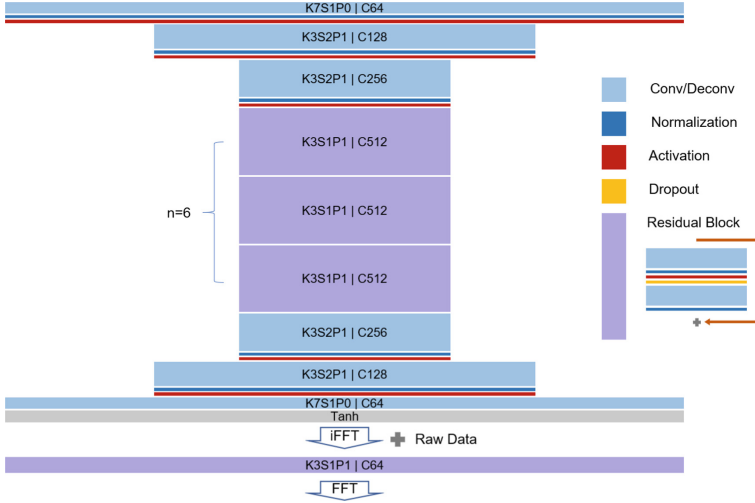 K7S1P0 | C64
K3S2P1 | C128
K3S2P1 | C256
K3S1P1 | C512
n=6
K3S1P1 | C512
K3S1P1 | C512
K3S2P1 | C256
K3S2P1 | C128
K7S1P0 | C64
Tanh
iFFT
Raw Data
K3S1P1 | C64
FFT
Conv/Deconv
Normalization
Activation
Dropout
Residual Block